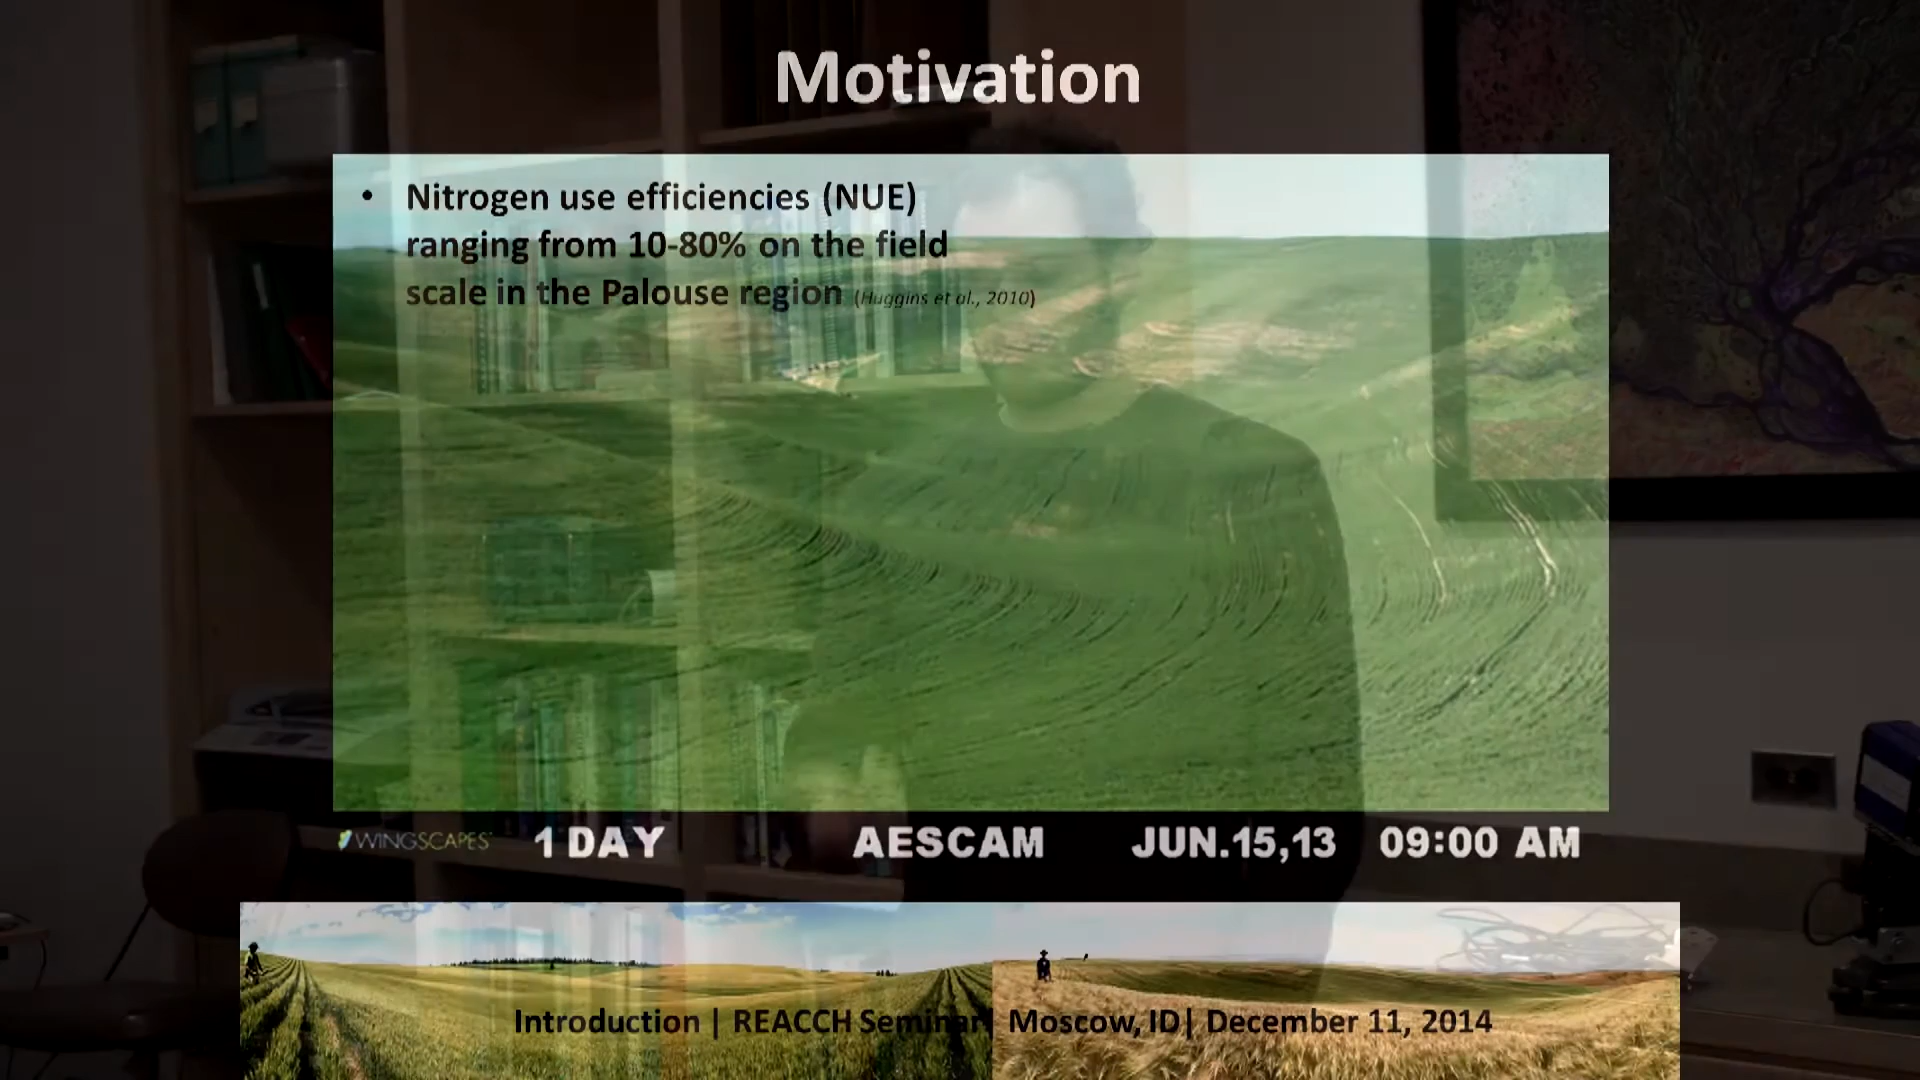 Motivation
• Nitrogen use efficiencies (NUE)
ranging from 10-80% on the field
scale in the Palouse region (Huggins et al., 2010)
WINGSCAPES 1 DAY AESCAM JUN.15,13 09:00 AM
Introduction | REACCH Seminar| Moscow, ID| December 11, 2014